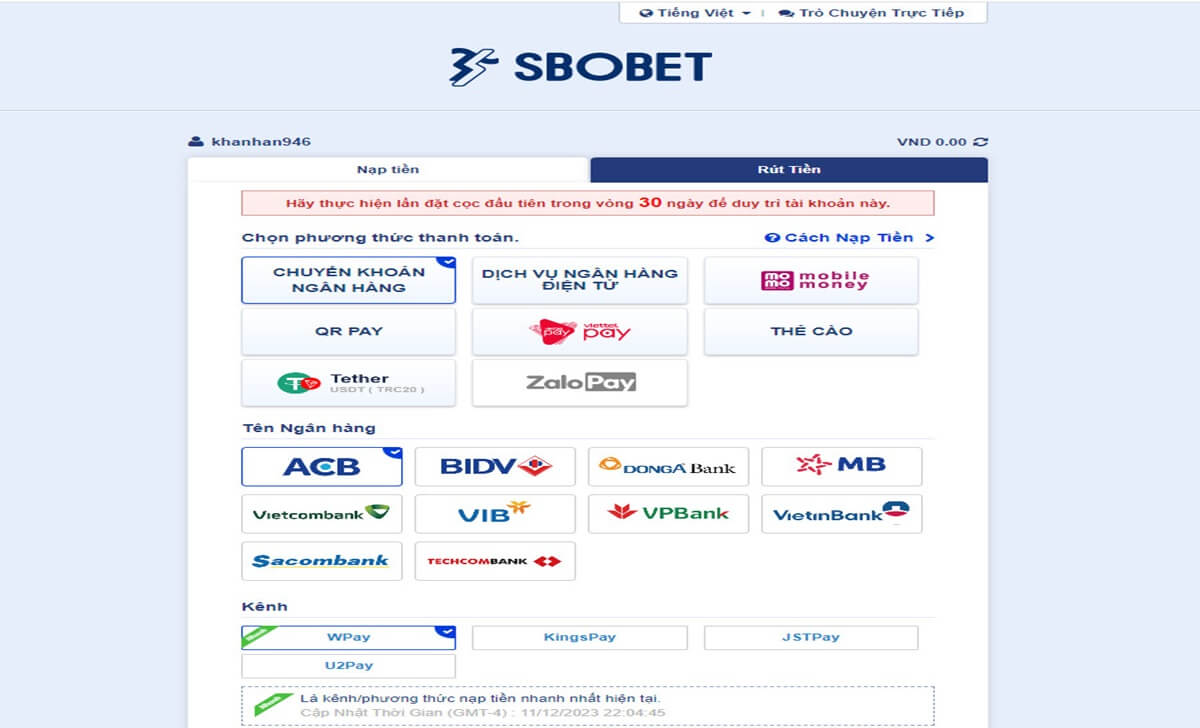 Tiếng Việt
Trò Chuyện Trực Tiếp
SBOBET
khanhan946
VND 0.00
Nạp tiền
Rút Tiền
Hãy thực hiện lần đặt cọc đầu tiên trong vòng 30 ngày để duy trì tài khoản này.
Chọn phương thức thanh toán.
Cách Nạp Tiền
CHUYỂN KHOẢN
NGÂN HÀNG
DỊCH VỤ NGÂN HÀNG
ĐIỆN TỬ
mo mo mobile money
QR PAY
pay viettel pay
THẺ CÀO
Tether
USDT ( TRC20 )
ZaloPay
Tên Ngân hàng
ACB
BIDV
DONGA Bank
MB
Vietcombank
VIB
VPBank
VietinBank
Sacombank
TECHCOMBANK
Kênh
WPay
KingsPay
JSTPay
U2Pay
Là kênh/phương thức nạp tiền nhanh nhất hiện tại.
Cập Nhật Thời Gian (GMT-4) : 11/12/2023 22:04:45